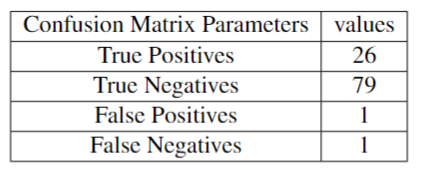 Confusion Matrix Parameters values
True Positives 26
True Negatives 79
False Positives 1
False Negatives 1